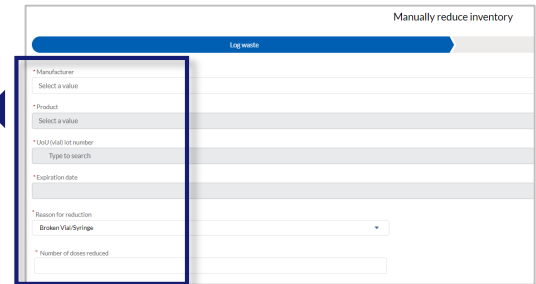 Manually reduce inventory
Log waste
*Manufacturer
Select a value
*Product
Select a value
*UoU (vial) lot number
Type to search
*Expiration date
*Reason for reduction
Broken Vial/Syringe
* Number of doses reduced